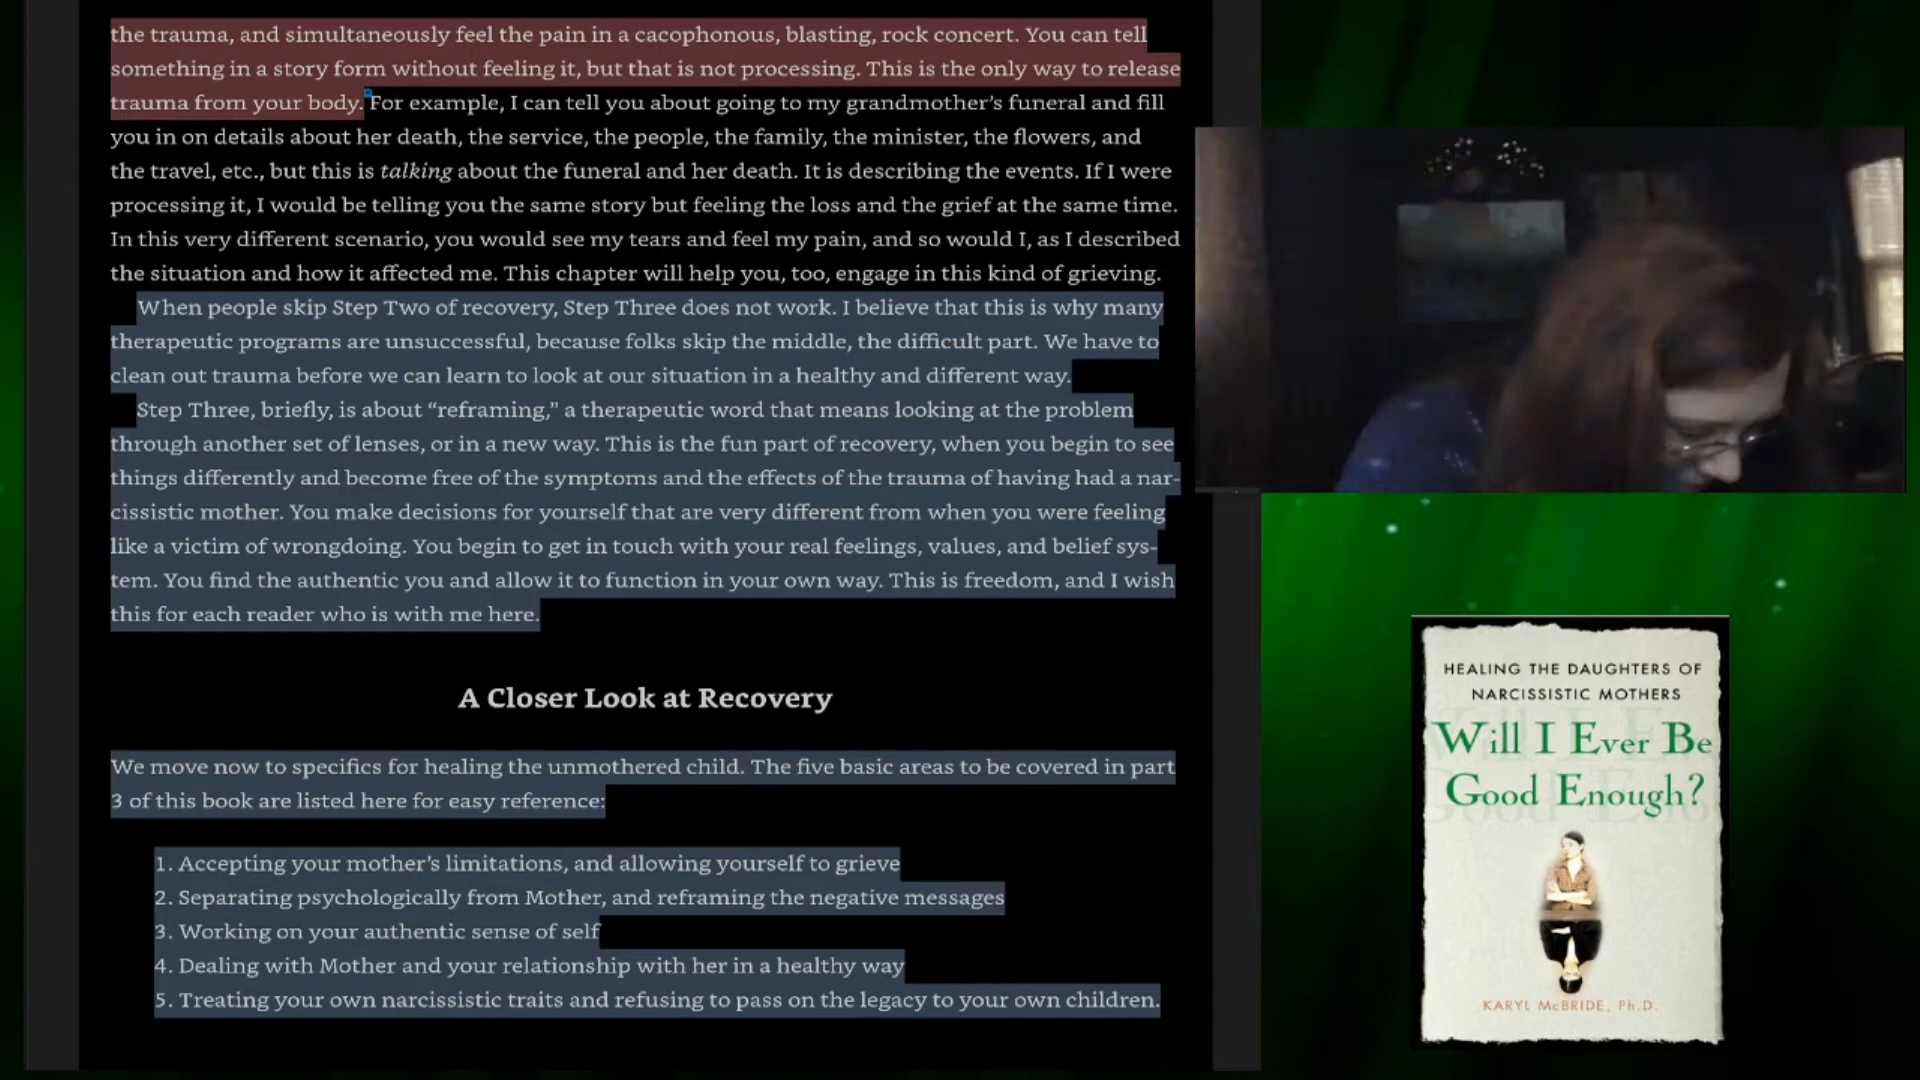 the trauma, and simultaneously feel the pain in a cacophonous, blasting, rock concert. You can tell
something in a story form without feeling it, but that is not processing. This is the only way to release
trauma from your body. For example, I can tell you about going to my grandmother’s funeral and fill
you in on details about her death, the service, the people, the family, the minister, the flowers, and
the travel, etc., but this is talking about the funeral and her death. It is describing the events. If I were
processing it, I would be telling you the same story but feeling the loss and the grief at the same time.
In this very different scenario, you would see my tears and feel my pain, and so would I, as I described
the situation and how it affected me. This chapter will help you, too, engage in this kind of grieving.
When people skip Step Two of recovery, Step Three does not work. I believe that this is why many
therapeutic programs are unsuccessful, because folks skip the middle, the difficult part. We have to
clean out trauma before we can learn to look at our situation in a healthy and different way.
Step Three, briefly, is about “reframing,” a therapeutic word that means looking at the problem
through another set of lenses, or in a new way. This is the fun part of recovery, when you begin to see
things differently and become free of the symptoms and the effects of the trauma of having had a nar-
cissistic mother. You make decisions for yourself that are very different from when you were feeling
like a victim of wrongdoing. You begin to get in touch with your real feelings, values, and belief sys-
tem. You find the authentic you and allow it to function in your own way. This is freedom, and I wish
this for each reader who is with me here.
A Closer Look at Recovery
We move now to specifics for healing the unmothered child. The five basic areas to be covered in part
3 of this book are listed here for easy reference:
1. Accepting your mother’s limitations, and allowing yourself to grieve
2. Separating psychologically from Mother, and reframing the negative messages
3. Working on your authentic sense of self
4. Dealing with Mother and your relationship with her in a healthy way
5. Treating your own narcissistic traits and refusing to pass on the legacy to your own children.
HEALING THE DAUGHTERS OF
NARCISSISTIC MOTHERS
Will I Ever Be
Good Enough?
KARYL McBRIDE, Ph.D.